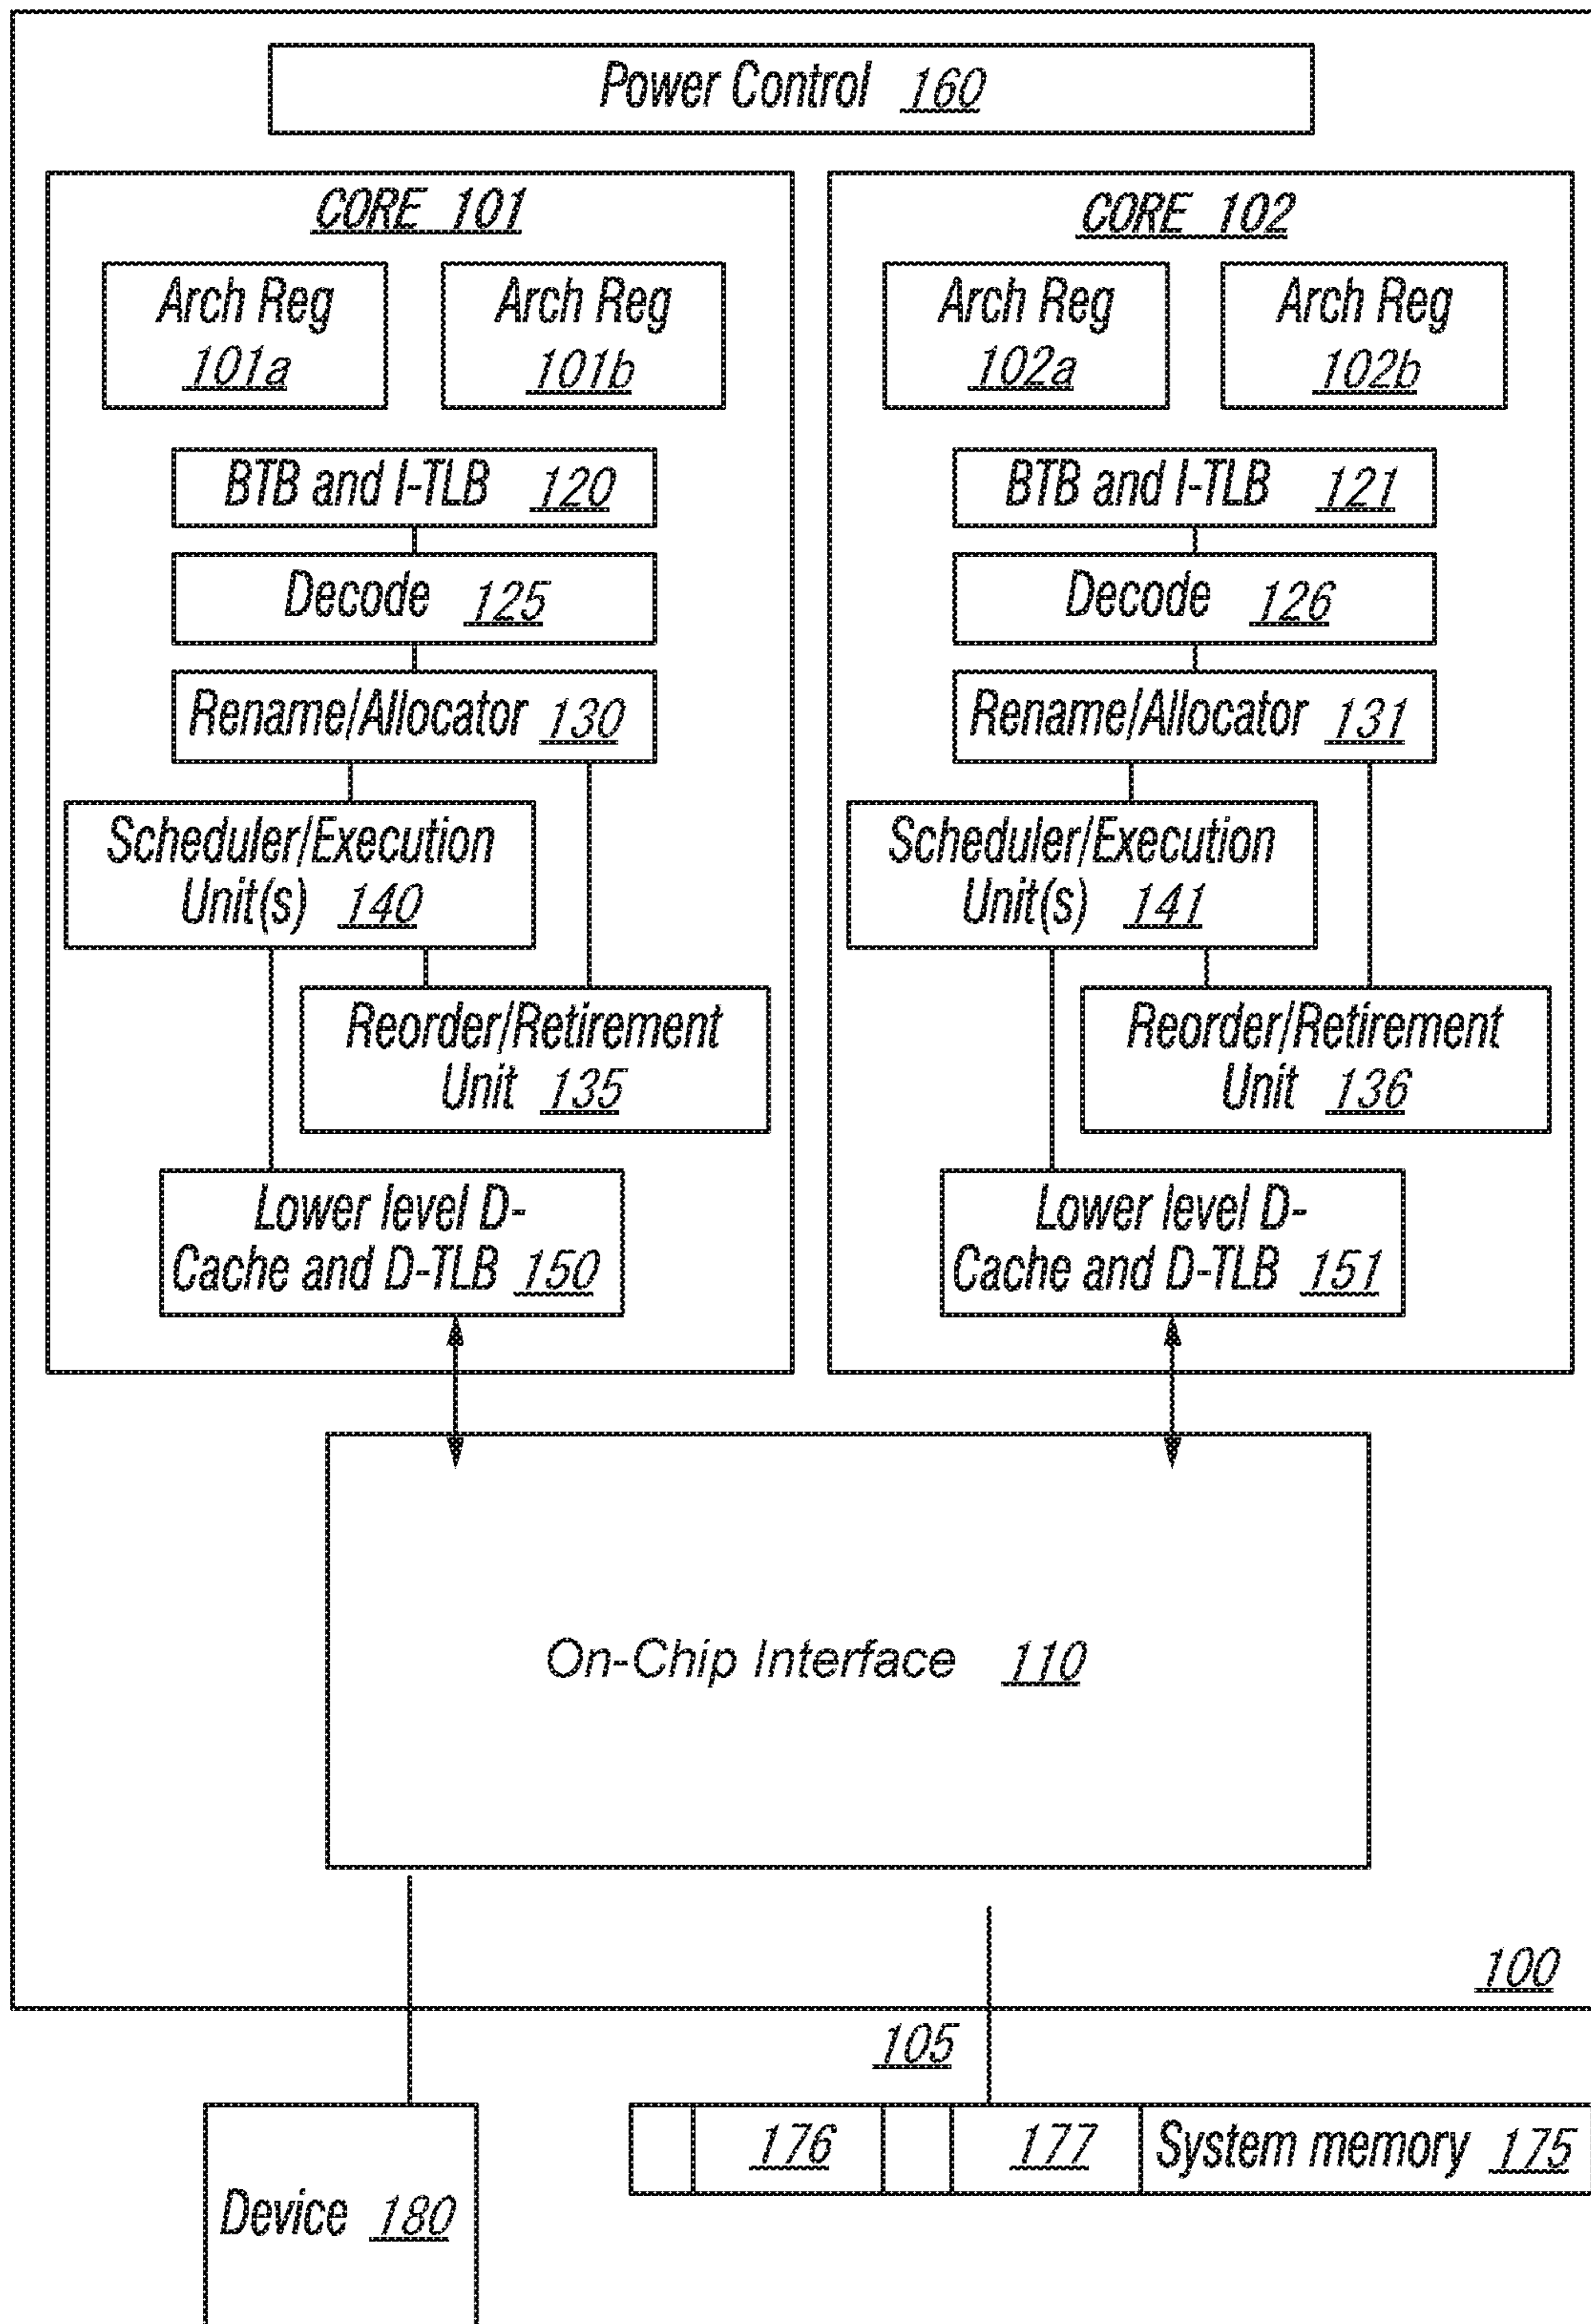 Power Control 160
CORE 101
Arch Reg
101a
Arch Reg
101b
BTB and I-TLB 120
Decode 125
Rename/Allocator 130
Scheduler/Execution
Unit(s) 140
Reorder/Retirement
Unit 135
Lower level D-
Cache and D-TLB 150
CORE 102
Arch Reg
102a
Arch Reg
102b
BTB and I-TLB 121
Decode 126
Rename/Allocator 131
Scheduler/Execution
Unit(s) 141
Reorder/Retirement
Unit 136
Lower level D-
Cache and D-TLB 151
On-Chip Interface 110
100
105
176
177
System memory 175
Device 180